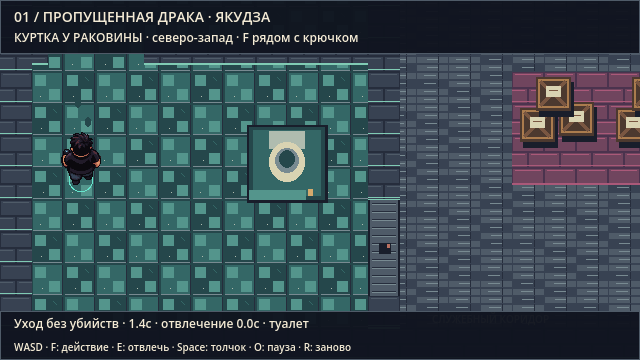 01 / ПРОПУЩЕННАЯ ДРАКА · ЯКУДЗА
КУРТКА У РАКОВИНЫ · северо-запад · F рядом с крючком
Уход без убийств · 1.4с · отвлечение 0.0с · туалет
WASD · F: действие · E: отвлечь · Space: толчок · O: пауза · R: заново